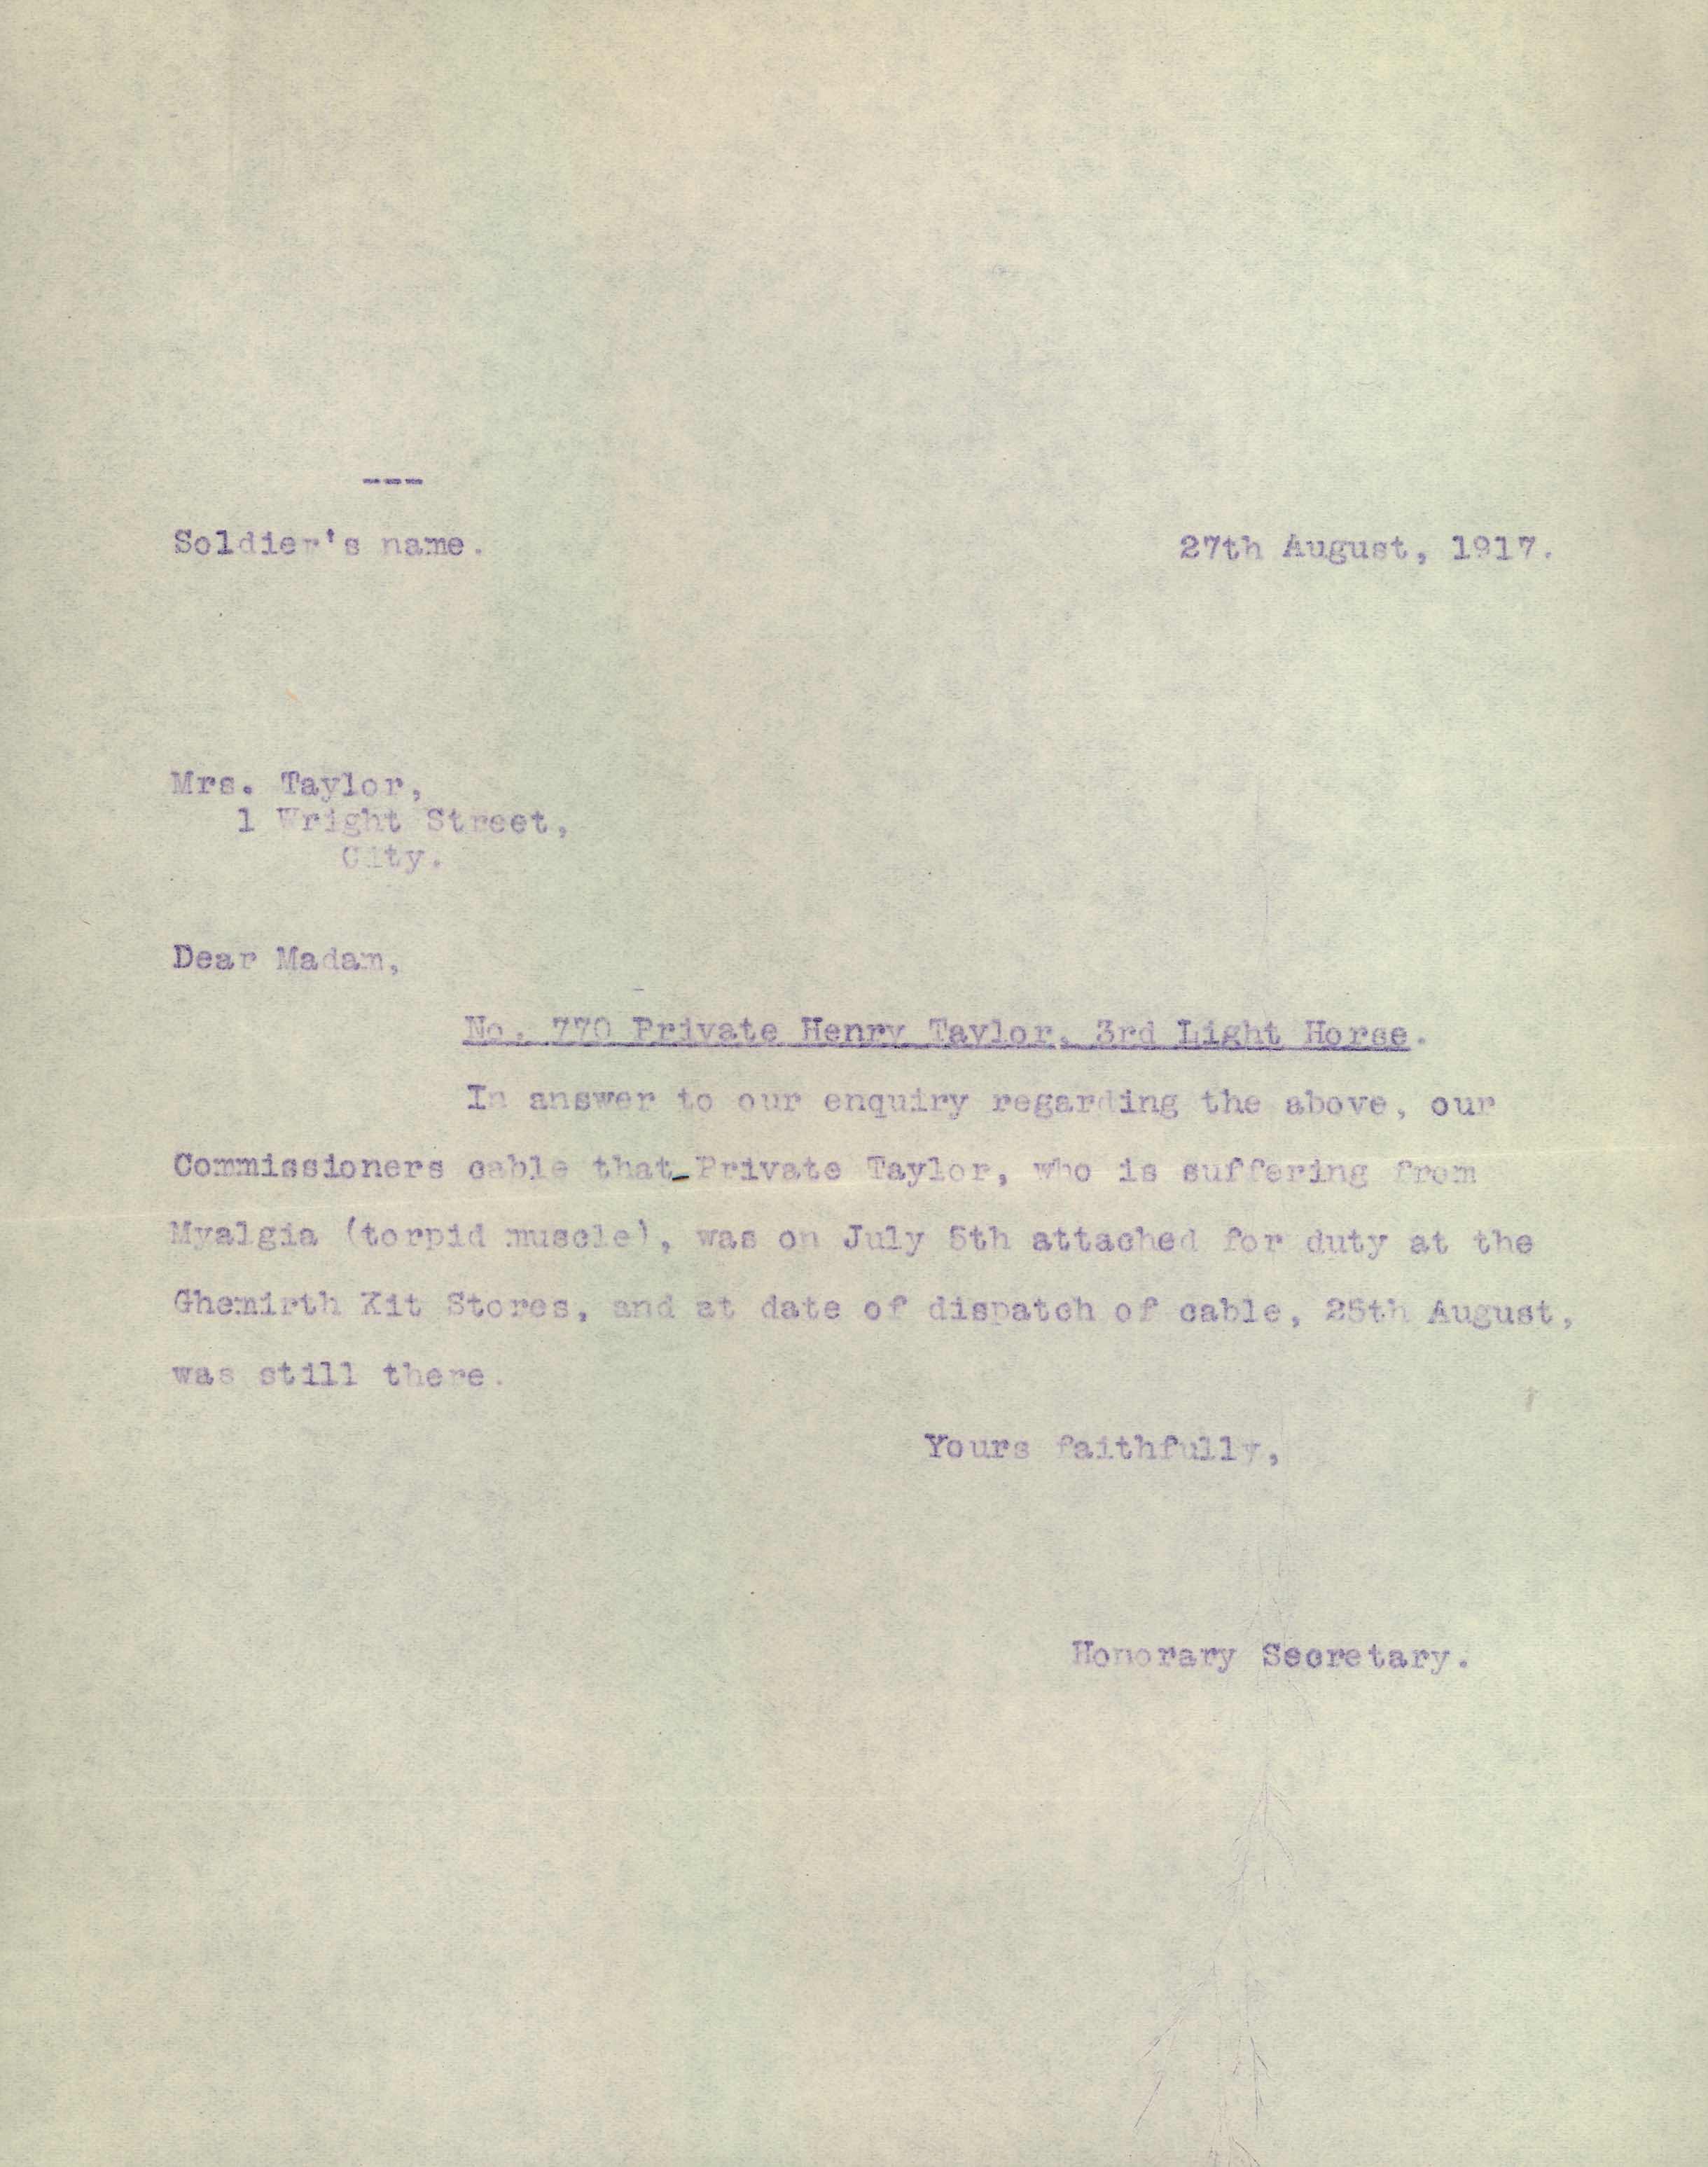 ---
Soldier's name. 27th August, 1917.
Mrs. Taylor,
1 Wright Street,
City.
Dear Madam,
No. 770 Private Henry Taylor, 3rd Light Horse.
In answer to our enquiry regarding the above, our
Commissioners cable that Private Taylor, who is suffering from
Myalgia (torpid muscle), was on July 5th attached for duty at the
Ghemirth Kit Stores, and at date of dispatch of cable, 25th August,
was still there.
Yours faithfully,
Honorary Secretary.